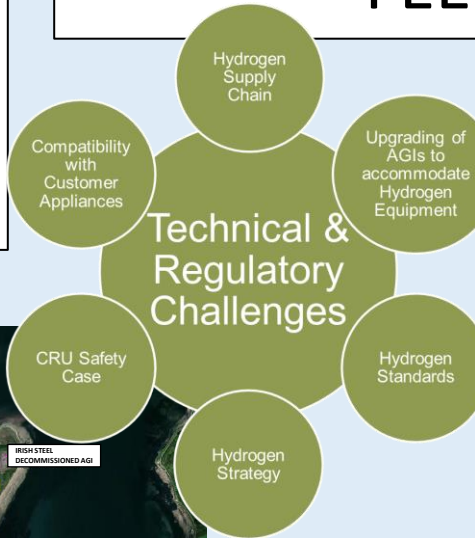 Hydrogen
Supply
Chain
Upgrading of
AGIs to
accommodate
Hydrogen
Equipment
Compatibility
with
Customer
Appliances
Technical &
Regulatory
Challenges
CRU Safety
Case
Hydrogen
Standards
Hydrogen
Strategy
IRISH STEEL
DECOMMISSIONED AGI